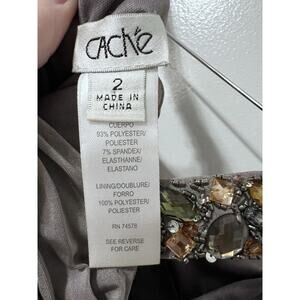 CACHÉ
2
MADE IN
CHINA
CUERPO
93% POLYESTER/
POLIESTER
7% SPANDEX/
ELASTHANNE/
ELASTANO
LINING/DOUBLURE/
FORRO
100% POLYESTER/
POLIESTER
RN 74578
SEE REVERSE
FOR CARE